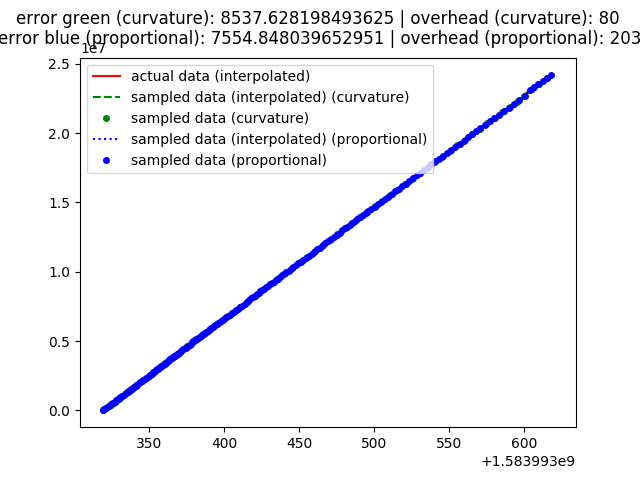 error green (curvature): 8537.628198493625 | overhead (curvature): 80
error blue (proportional): 7554.848039652951 | overhead (proportional): 203
1e7
actual data (interpolated)
sampled data (interpolated) (curvature)
sampled data (curvature)
sampled data (interpolated) (proportional)
sampled data (proportional)
2.5
2.0
1.5
1.0
0.5
0.0
350 400 450 500 550 600
+1.583993e9